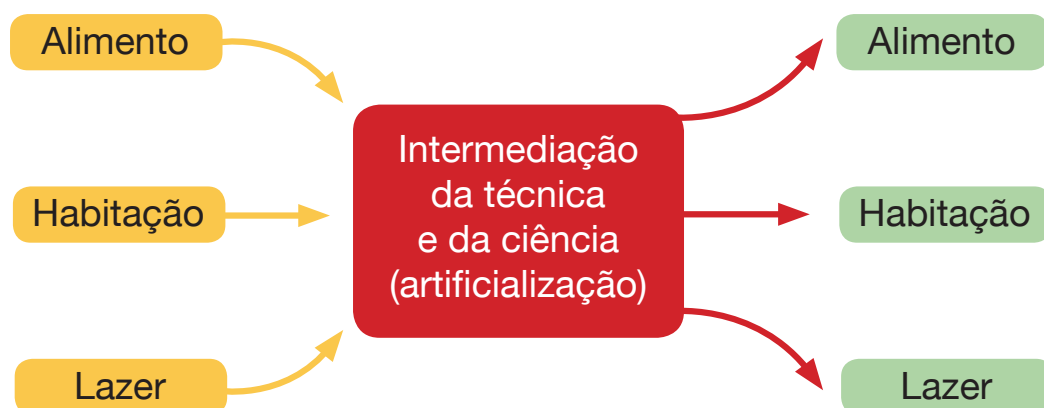 Alimento
Habitação
Lazer
Intermediação
da técnica
e da ciência
(artificialização)
Alimento
Habitação
Lazer